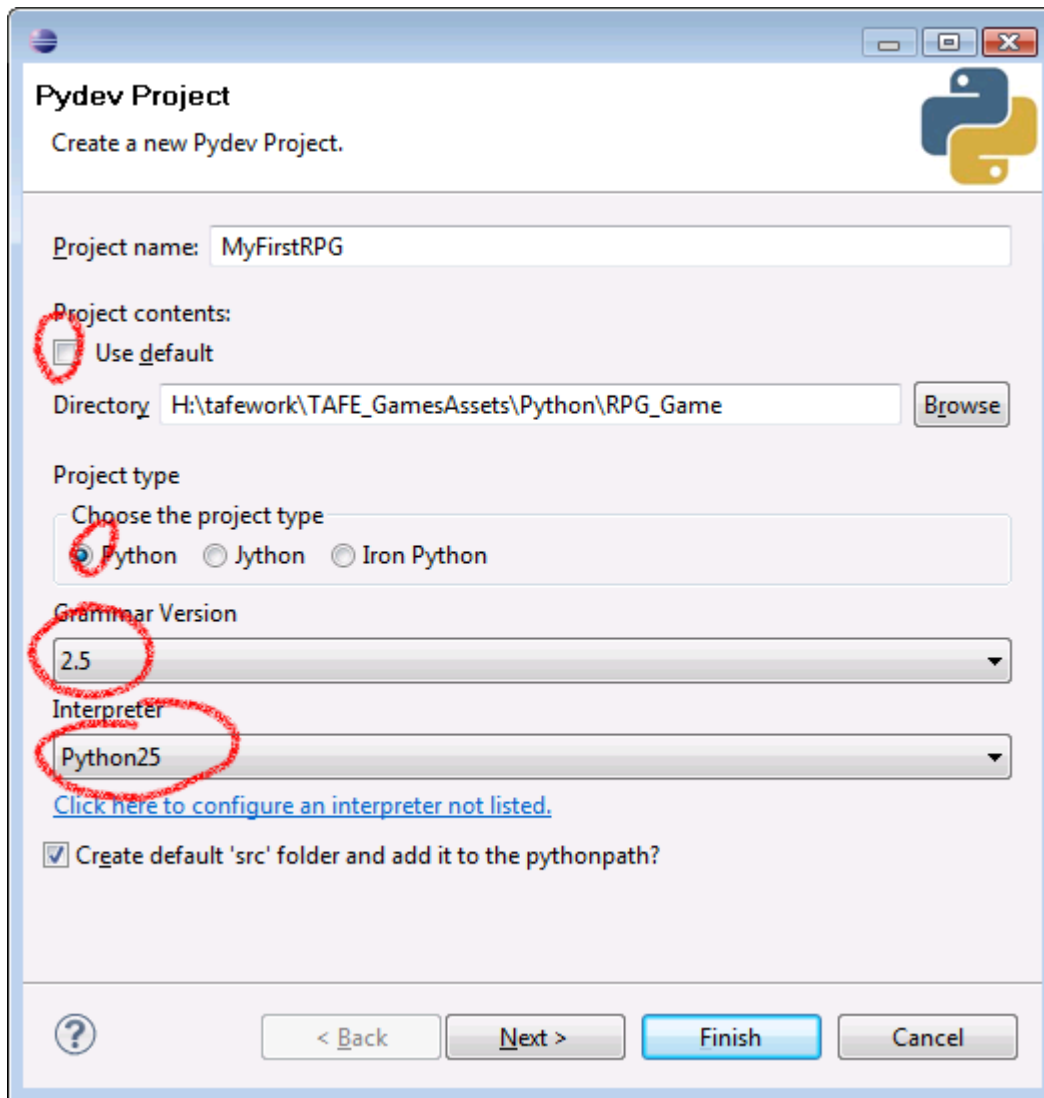 Pydev Project
Create a new Pydev Project.
Project name: MyFirstRPG
Project contents:
Use default
Directory H:\tafework\TAFE_GamesAssets\Python\RPG_Game Browse
Project type
Choose the project type
Python Jython Iron Python
Grammar Version
2.5
Interpreter
Python25
Click here to configure an interpreter not listed.
Create default 'src' folder and add it to the pythonpath?
? < Back Next > Finish Cancel